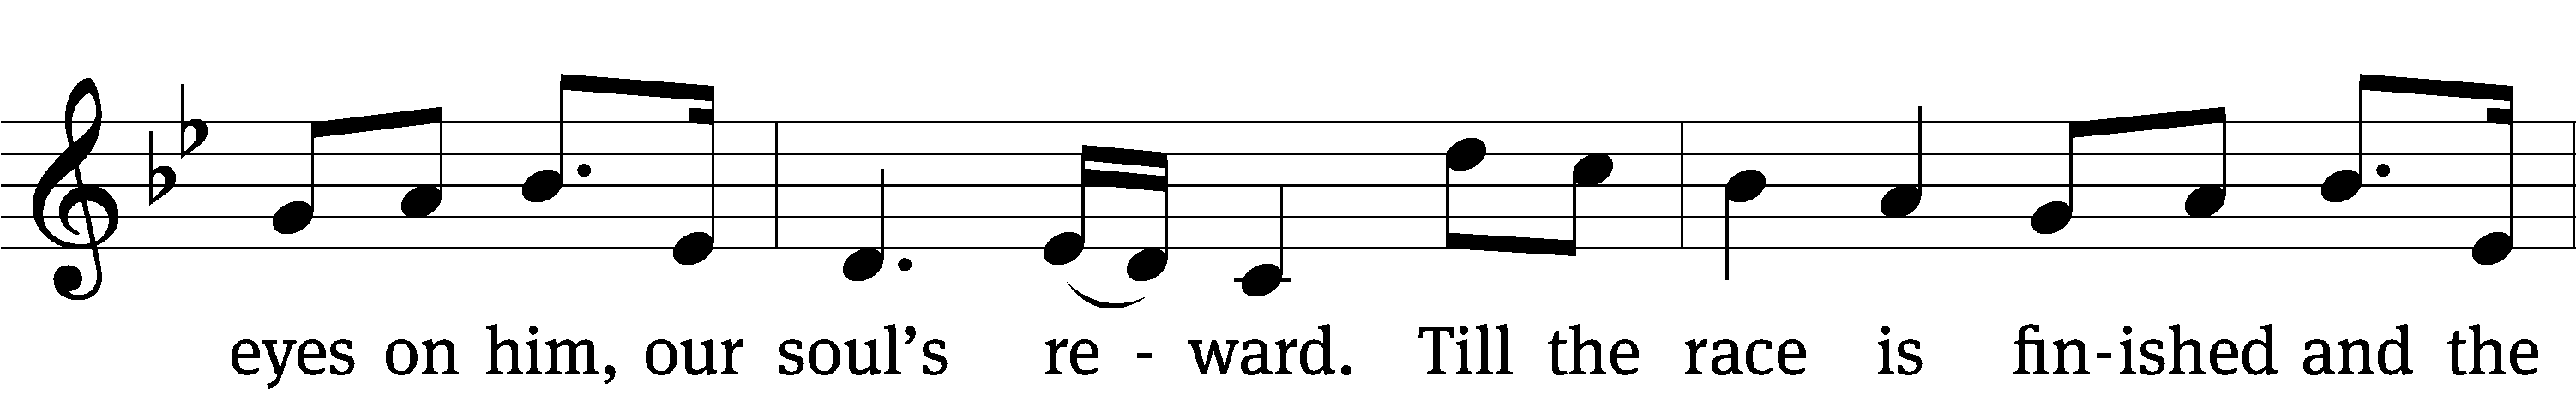 eyes on him, our soul’s re - ward. Till the race is fin-ished and the